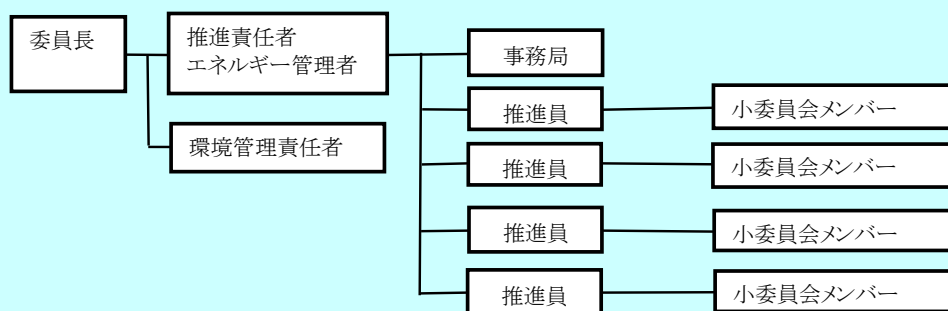 委員長
推進責任者
エネルギー管理者
環境管理責任者
事務局
推進員
小委員会メンバー
推進員
小委員会メンバー
推進員
小委員会メンバー
推進員
小委員会メンバー